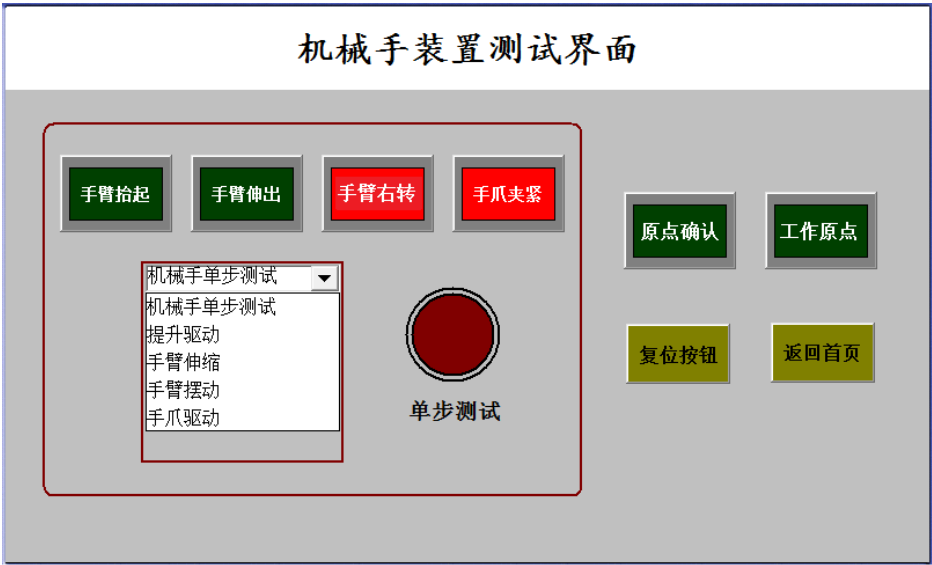 机械手装置测试界面
手臂抬起 手臂伸出 手臂右转 手爪夹紧
原点确认 工作原点
机械手单步测试
机械手单步测试
提升驱动
手臂伸缩
手臂摆动
手爪驱动
单步测试
复位按钮 返回首页